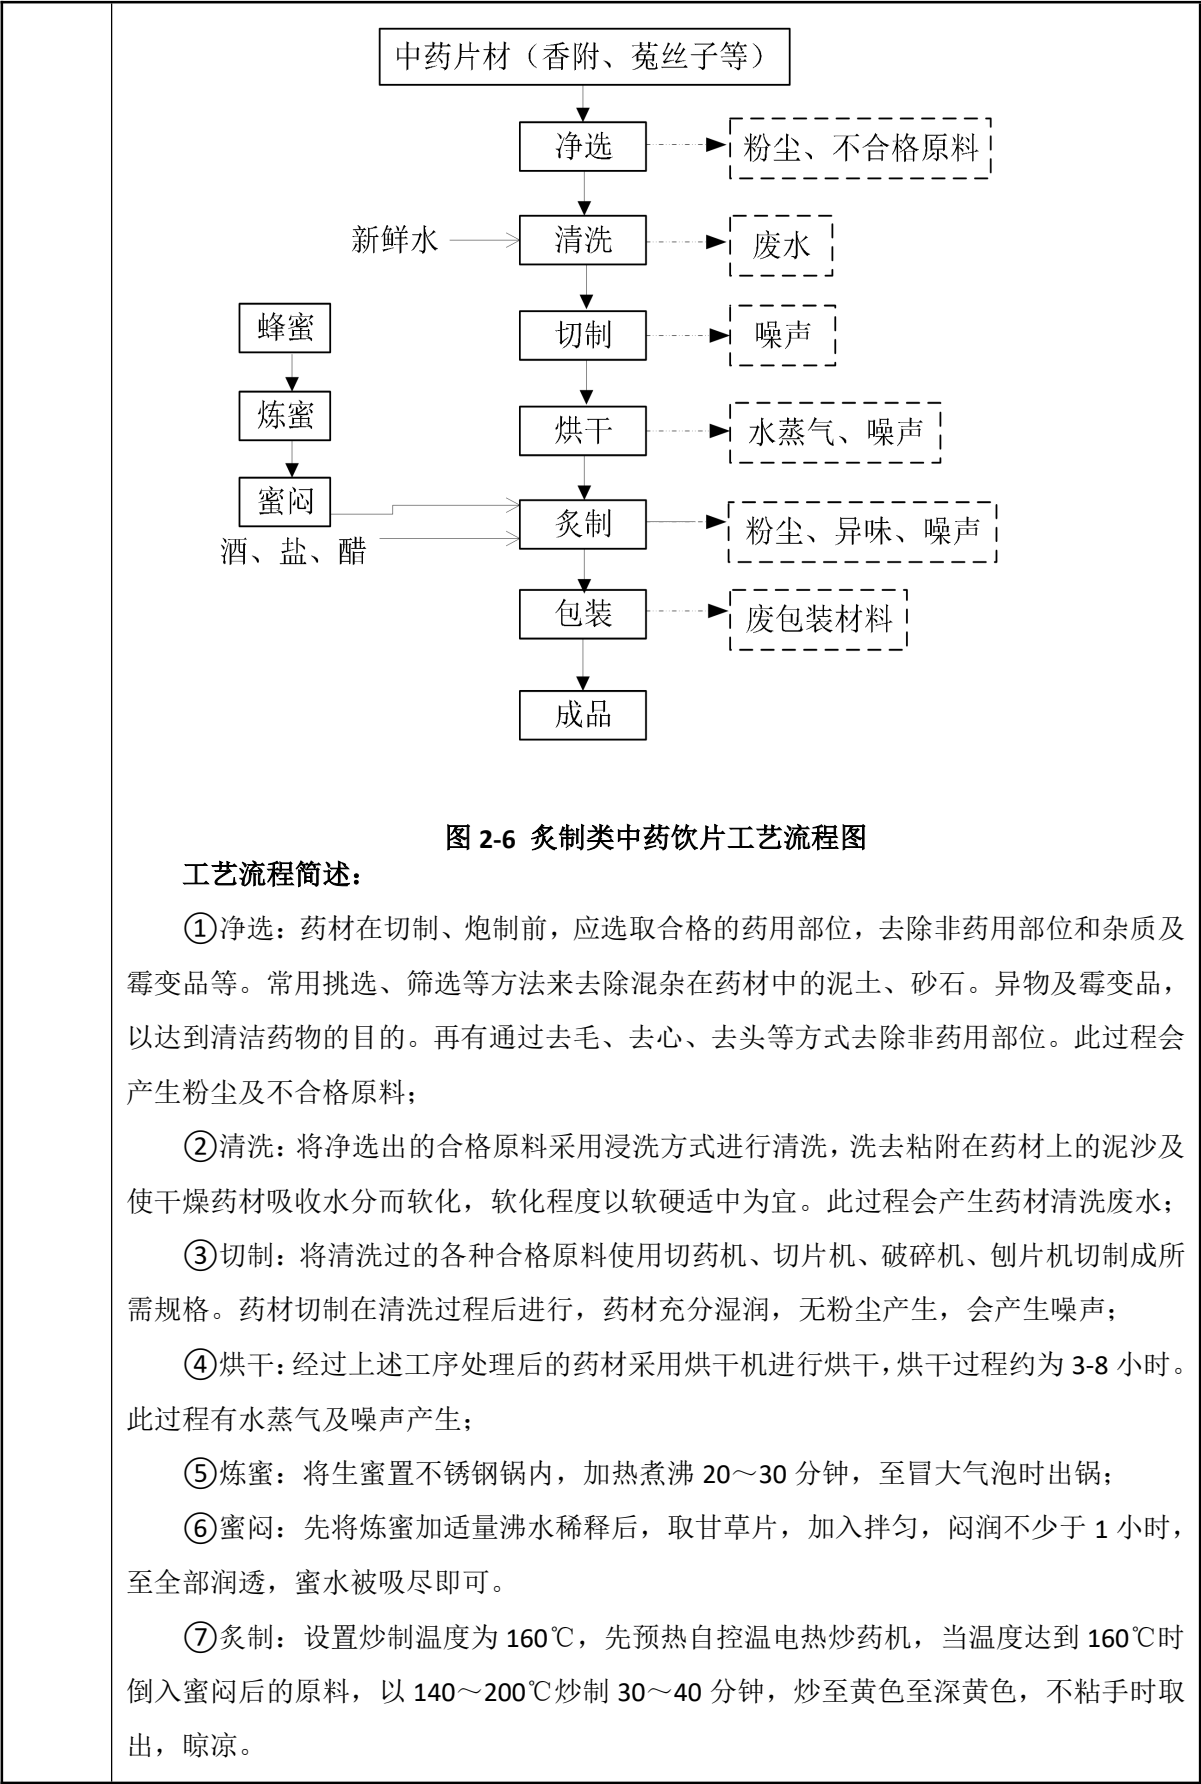 中药片材（香附、菟丝子等）
净选
粉尘、不合格原料
新鲜水
清洗
废水
蜂蜜
切制
噪声
炼蜜
烘干
水蒸气、噪声
蜜闷
炙制
粉尘、异味、噪声
酒、盐、醋
包装
废包装材料
成品
图 2-6 炙制类中药饮片工艺流程图
工艺流程简述：
①净选：药材在切制、炮制前，应选取合格的药用部位，去除非药用部位和杂质及
霉变品等。常用挑选、筛选等方法来去除混杂在药材中的泥土、砂石。异物及霉变品，
以达到清洁药物的目的。再有通过去毛、去心、去头等方式去除非药用部位。此过程会
产生粉尘及不合格原料；
②清洗：将净选出的合格原料采用浸洗方式进行清洗，洗去粘附在药材上的泥沙及
使干燥药材吸收水分而软化，软化程度以软硬适中为宜。此过程会产生药材清洗废水；
③切制：将清洗过的各种合格原料使用切药机、切片机、破碎机、刨片机切制成所
需规格。药材切制在清洗过程后进行，药材充分湿润，无粉尘产生，会产生噪声；
④烘干：经过上述工序处理后的药材采用烘干机进行烘干，烘干过程约为 3-8 小时。
此过程有水蒸气及噪声产生；
⑤炼蜜：将生蜜置不锈钢锅内，加热煮沸 20～30 分钟，至冒大气泡时出锅；
⑥蜜闷：先将炼蜜加适量沸水稀释后，取甘草片，加入拌匀，闷润不少于 1 小时，
至全部润透，蜜水被吸尽即可。
⑦炙制：设置炒制温度为 160℃，先预热自控温电热炒药机，当温度达到 160℃时
倒入蜜闷后的原料，以 140～200℃炒制 30～40 分钟，炒至黄色至深黄色，不粘手时取
出，晾凉。